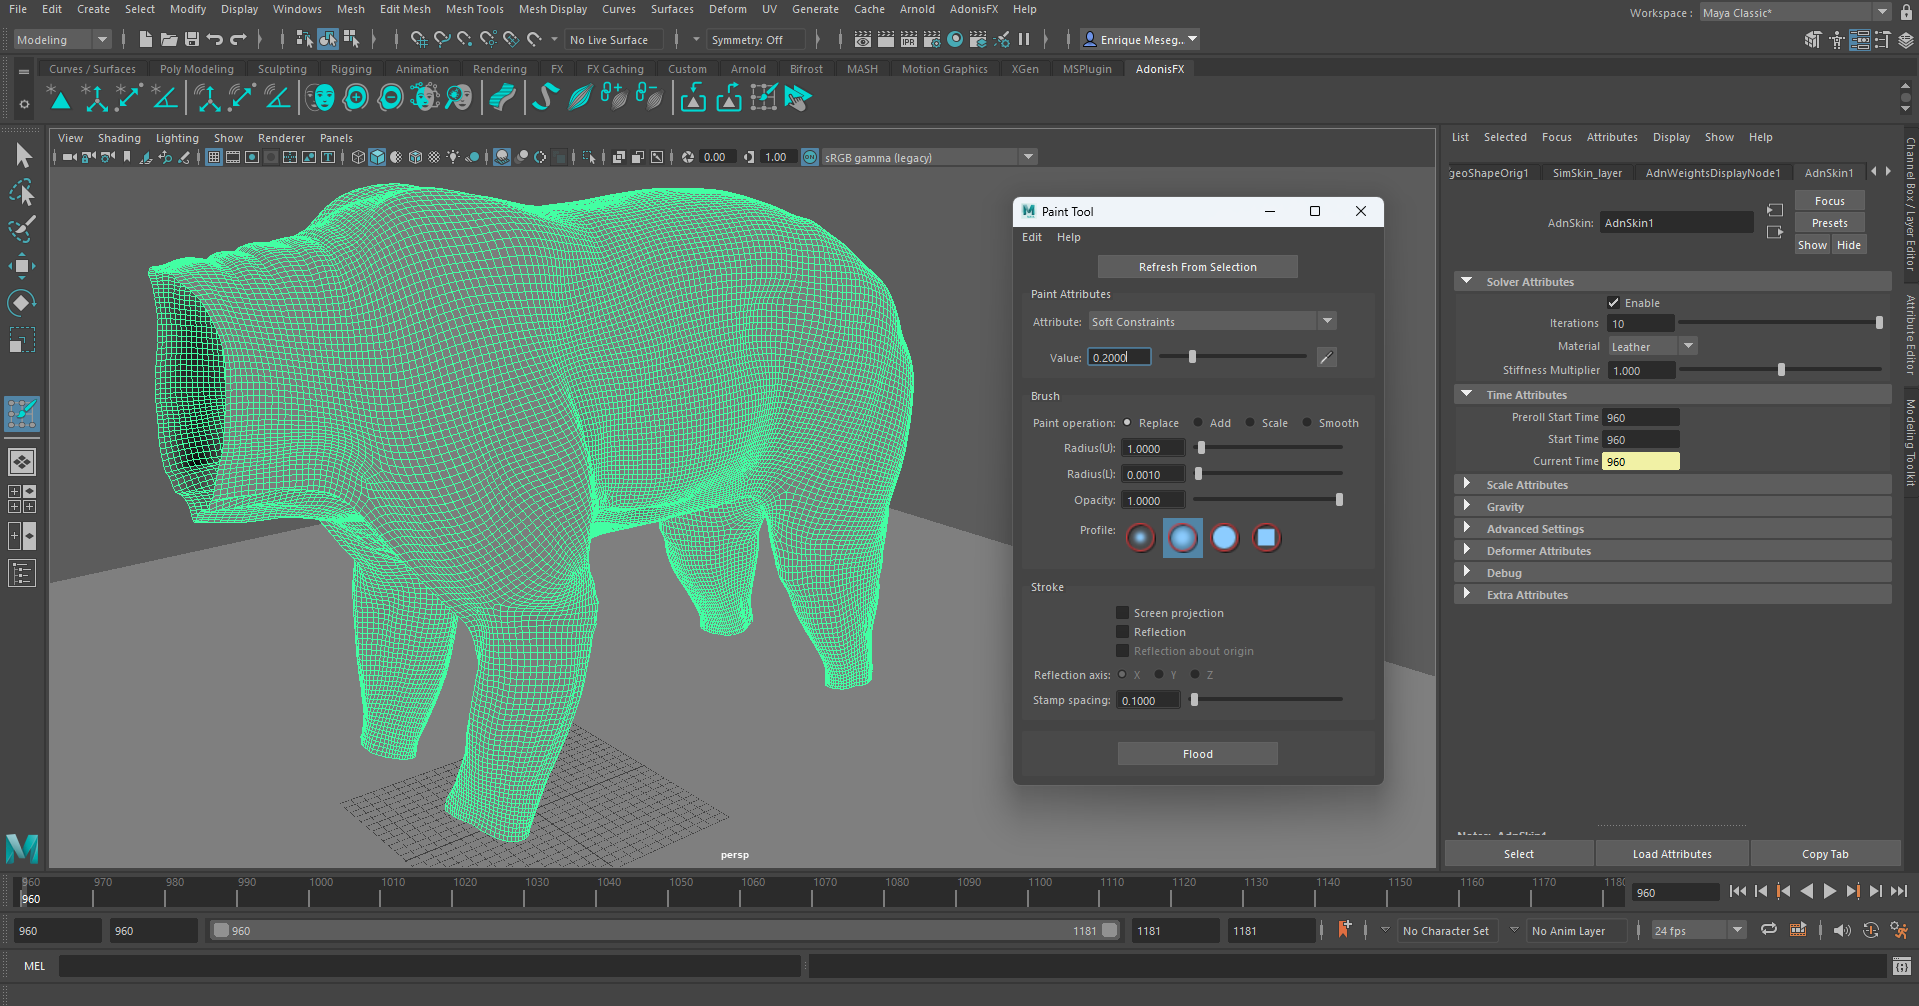 File Edit Create Select Modify Display Windows Mesh Edit Mesh Mesh Tools Mesh Display Curves Surfaces Deform UV Generate Cache Arnold AdonisFX Help
Workspace : Maya Classic*
Modeling No Live Surface Symmetry: Off Enrique Meseg...
Curves / Surfaces Poly Modeling Sculpting Rigging Animation Rendering FX FX Caching Custom Arnold Bifrost MASH Motion Graphics XGen MSPlugin AdonisFX
View Shading Lighting Show Renderer Panels
0.00 1.00 ON sRGB gamma (legacy)
persp
Paint Tool
Edit Help
Refresh From Selection
Paint Attributes
Attribute: Soft Constraints
Value: 0.2000
Brush
Paint operation: Replace Add Scale Smooth
Radius(U): 1.0000
Radius(L): 0.0010
Opacity: 1.0000
Profile:
Stroke
Screen projection
Reflection
Reflection about origin
Reflection axis: X Y Z
Stamp spacing: 0.1000
Flood
List Selected Focus Attributes Display Show Help
geoShapeOrig1 SimSkin_layer AdnWeightsDisplayNode1 AdnSkin1
Focus
AdnSkin: AdnSkin1
Presets
Show Hide
Solver Attributes
Enable
Iterations 10
Material Leather
Stiffness Multiplier 1.000
Time Attributes
Preroll Start Time 960
Start Time 960
Current Time 960
Scale Attributes
Gravity
Advanced Settings
Deformer Attributes
Debug
Extra Attributes
Notes: AdnSkin1
Select Load Attributes Copy Tab
Channel Box / Layer Editor
Attribute Editor
Modeling Toolkit
960 970 980 990 1000 1010 1020 1030 1040 1050 1060 1070 1080 1090 1100 1110 1120 1130 1140 1150 1160 1170 1180
960
960
960 960 960 1181 1181 1181 No Character Set No Anim Layer 24 fps
MEL